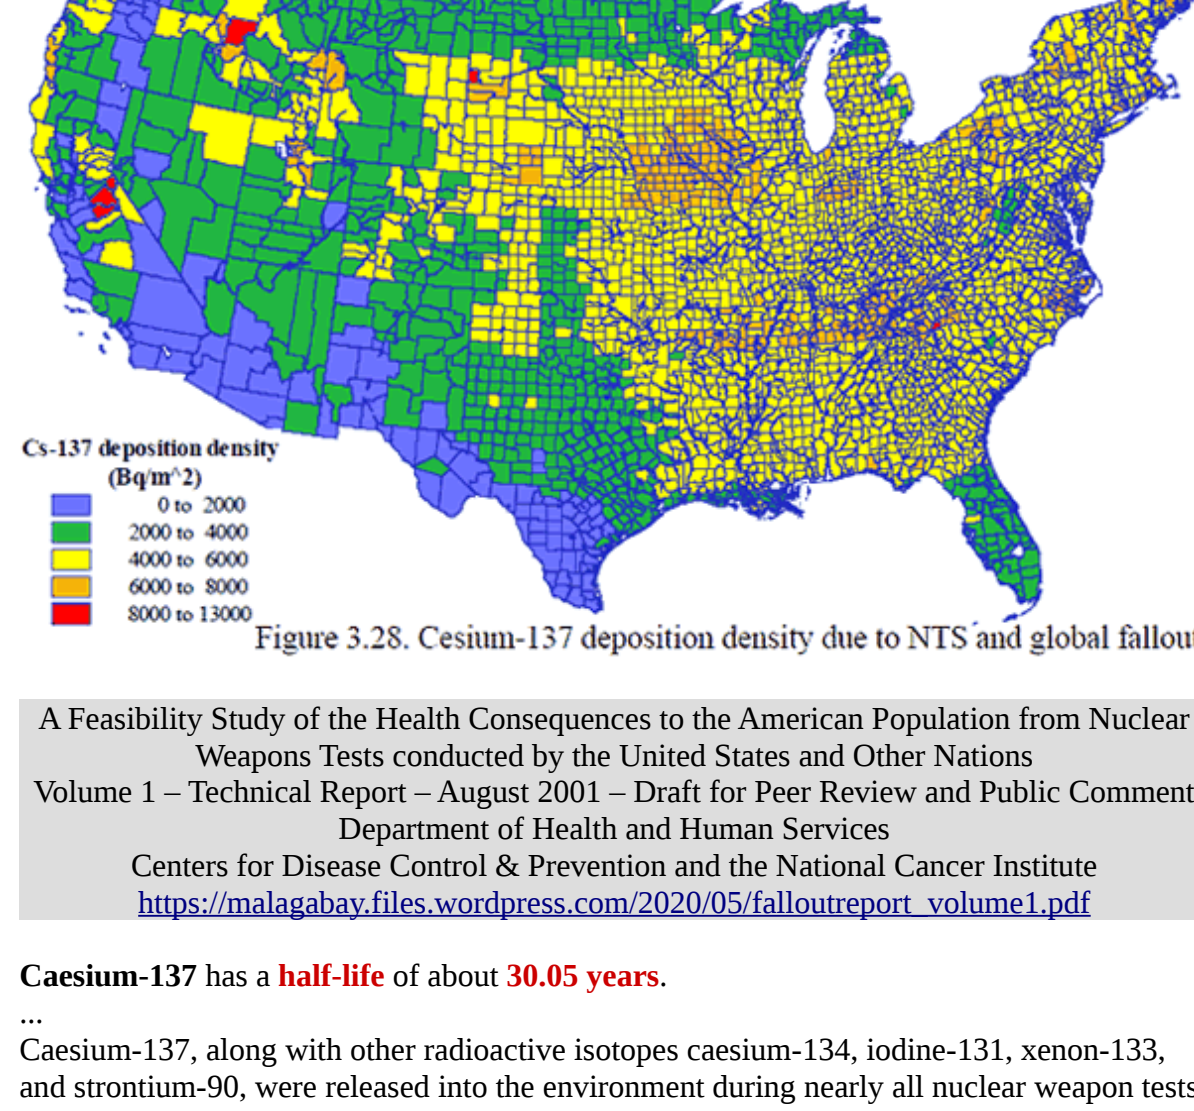 Cs-137 deposition density
(Bq/m^2)
0 to 2000
2000 to 4000
4000 to 6000
6000 to 8000
8000 to 13000
Figure 3.28. Cesium-137 deposition density due to NTS and global fallou
A Feasibility Study of the Health Consequences to the American Population from Nuclear
Weapons Tests conducted by the United States and Other Nations
Volume 1 – Technical Report – August 2001 – Draft for Peer Review and Public Comment
Department of Health and Human Services
Centers for Disease Control & Prevention and the National Cancer Institute
https://malagabay.files.wordpress.com/2020/05/falloutreport_volume1.pdf
Caesium-137 has a half-life of about 30.05 years.
...
Caesium-137, along with other radioactive isotopes caesium-134, iodine-131, xenon-133,
and strontium-90, were released into the environment during nearly all nuclear weapon tests